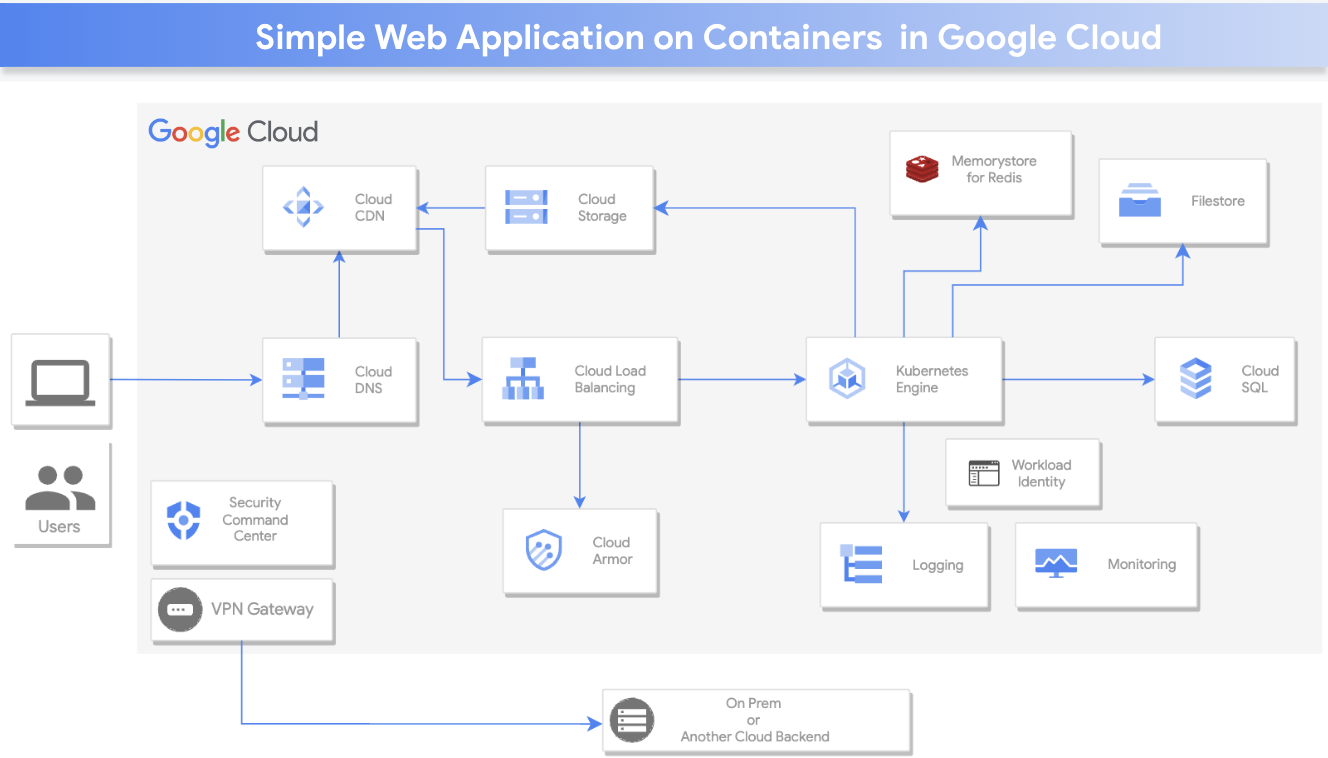 Simple Web Application on Containers in Google Cloud
Google Cloud
Memorystore
for Redis
Cloud
CDN
Cloud
Storage
Filestore
Cloud
DNS
Cloud Load
Balancing
Kubernetes
Engine
Cloud
SQL
Workload
Identity
Users
Security
Command
Center
Cloud
Armor
Logging
Monitoring
VPN Gateway
On Prem
or
Another Cloud Backend